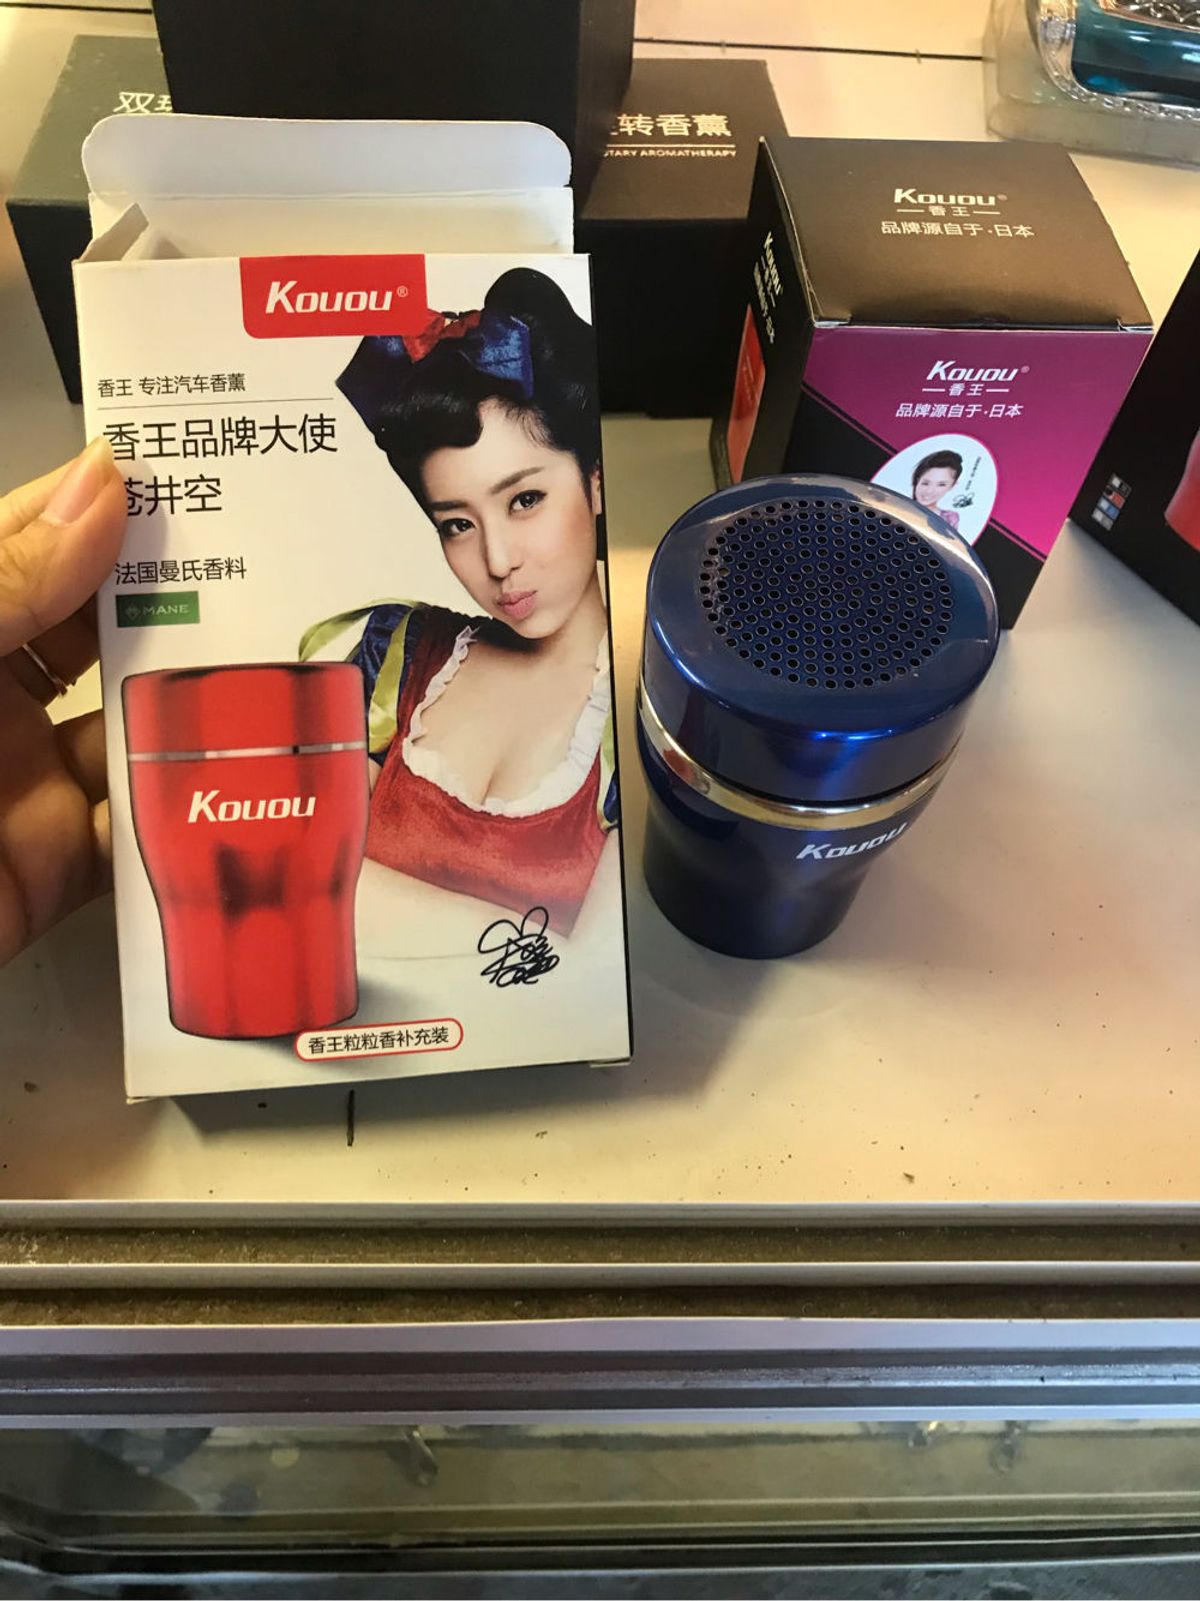 双
转香薰
TARY AROMATHERAPY
Kouou®
香王
品牌源自于·日本
Kouou®
香王
品牌源自于·日本
Kouou
Kouou®
香王 专注汽车香薰
香王品牌大使
苍井空
法国曼氏香料
MANE
Kouou
香王粒粒香补充装
Kouou